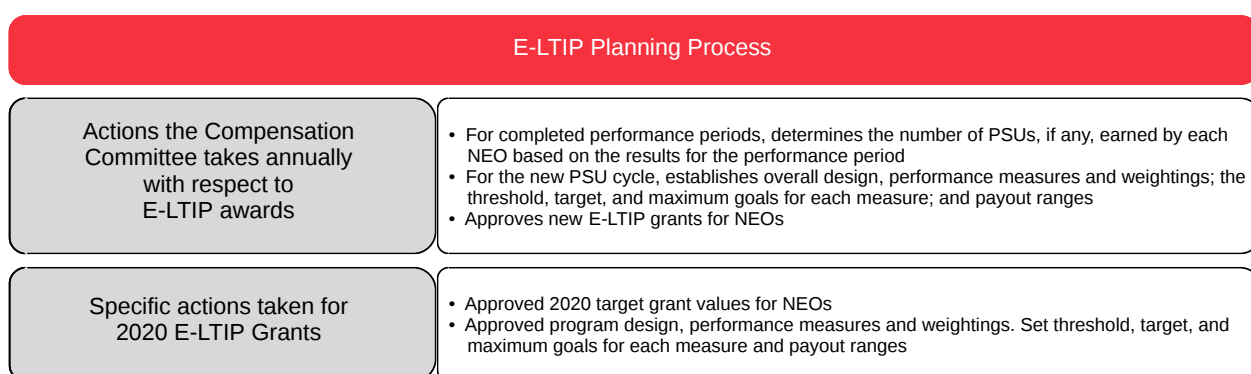 E-LTIP Planning Process
Actions the Compensation
Committee takes annually
with respect to
E-LTIP awards
• For completed performance periods, determines the number of PSUs, if any, earned by each
NEO based on the results for the performance period
• For the new PSU cycle, establishes overall design, performance measures and weightings; the
threshold, target, and maximum goals for each measure; and payout ranges
• Approves new E-LTIP grants for NEOs
Specific actions taken for
2020 E-LTIP Grants
• Approved 2020 target grant values for NEOs
• Approved program design, performance measures and weightings. Set threshold, target, and
maximum goals for each measure and payout ranges